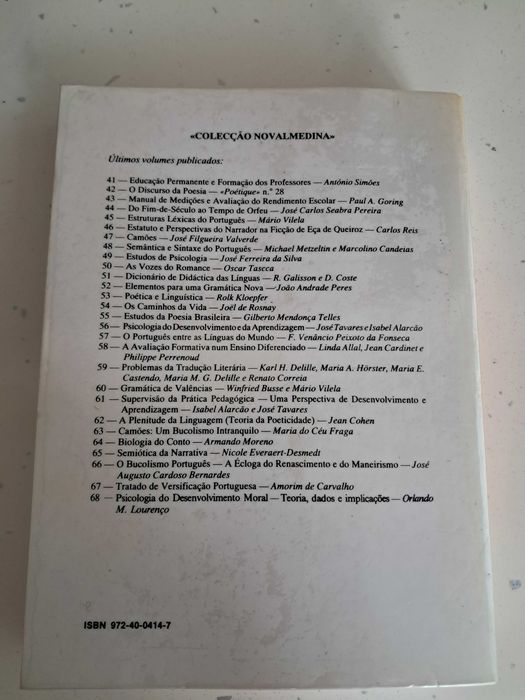 «COLECÇÃO NOVALMEDINA»
Últimos volumes publicados:
41 — Educação Permanente e Formação dos Professores — António Simões
42 — O Discurso da Poesia — «Poétique» n.° 28
43 — Manual de Medições e Avaliação do Rendimento Escolar — Paul A. Goring
44 — Do Fim-de-Século ao Tempo de Orfeu — José Carlos Seabra Pereira
45 — Estruturas Léxicas do Português — Mário Vilela
46 — Estatuto e Perspectivas do Narrador na Ficção de Eça de Queiroz — Carlos Reis
47 — Camões — José Filgueira Valverde
48 — Semântica e Sintaxe do Português — Michael Metzeltin e Marcolino Candeias
49 — Estudos de Psicologia — José Ferreira da Silva
50 — As Vozes do Romance — Oscar Tascca
51 — Dicionário de Didáctica das Línguas — R. Galisson e D. Coste
52 — Elementos para uma Gramática Nova — João Andrade Peres
53 — Poética e Linguística — Rolk Kloepfer
54 — Os Caminhos da Vida — Joël de Rosnay
55 — Estudos da Poesia Brasileira — Gilberto Mendonça Telles
56 — Psicologia do Desenvolvimento e da Aprendizagem — José Tavares e Isabel Alarcão
57 — O Português entre as Línguas do Mundo — F. Venâncio Peixoto da Fonseca
58 — A Avaliação Formativa num Ensino Diferenciado — Linda Allal, Jean Cardinet e
Philippe Perrenoud
59 — Problemas da Tradução Literária — Karl H. Delille, Maria A. Hörster, Maria E.
Castendo, Maria M. G. Delille e Renato Correia
60 — Gramática de Valências — Winfried Busse e Mário Vilela
61 — Supervisão da Prática Pedagógica — Uma Perspectiva de Desenvolvimento e
Aprendizagem — Isabel Alarcão e José Tavares
62 — A Plenitude da Linguagem (Teoria da Poeticidade) — Jean Cohen
63 — Camões: Um Bucolismo Intranquilo — Maria do Céu Fraga
64 — Biologia do Conto — Armando Moreno
65 — Semiótica da Narrativa — Nicole Everaert-Desmedt
66 — O Bucolismo Português — A Écloga do Renascimento e do Maneirismo — José
Augusto Cardoso Bernardes
67 — Tratado de Versificação Portuguesa — Amorim de Carvalho
68 — Psicologia do Desenvolvimento Moral — Teoria, dados e implicações — Orlando
M. Lourenço
ISBN 972-40-0414-7